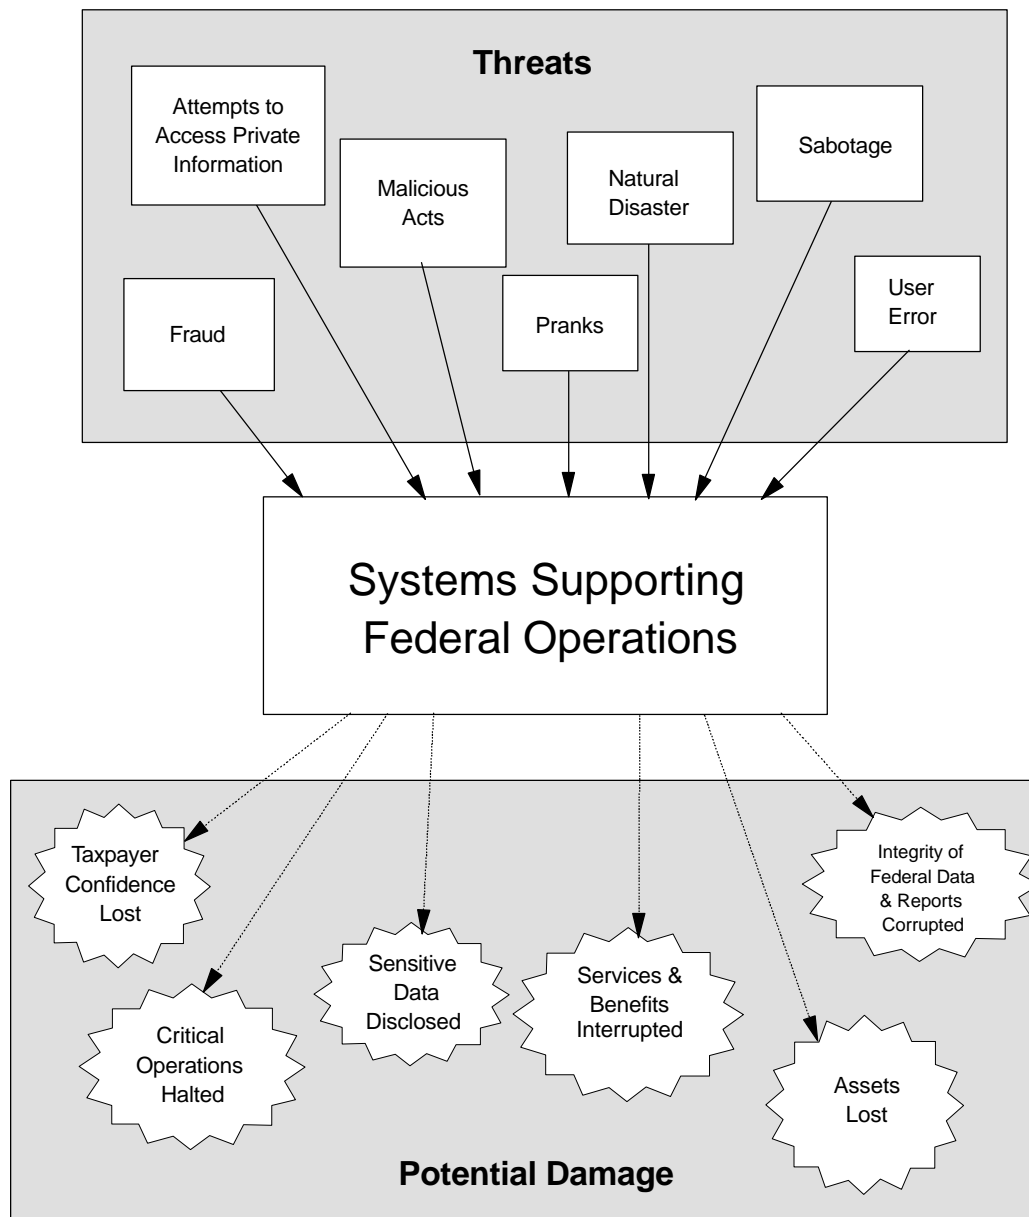 Threats
Attempts to
Access Private
Information
Malicious
Acts
Natural
Disaster
Sabotage
Fraud
Pranks
User
Error
Systems Supporting
Federal Operations
Taxpayer
Confidence
Lost
Critical
Operations
Halted
Sensitive
Data
Disclosed
Services &
Benefits
Interrupted
Assets
Lost
Integrity of
Federal Data
& Reports
Corrupted
Potential Damage